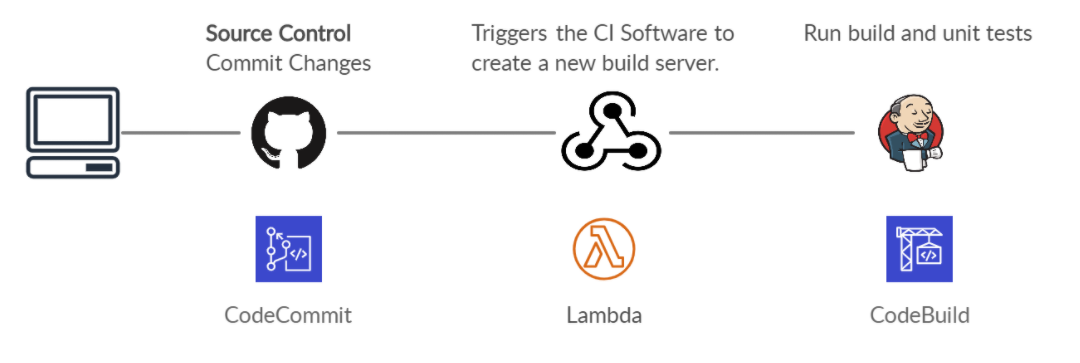 Source Control
Commit Changes
Triggers the CI Software to
create a new build server.
Run build and unit tests
</>
CodeCommit
Lambda
</>
CodeBuild